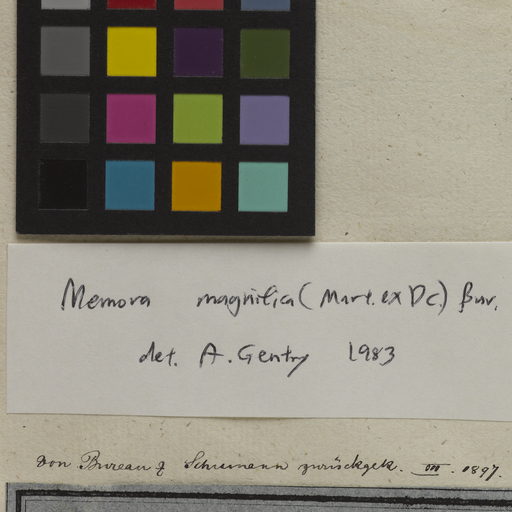 Memora magnifica (Mart. ex DC.) Bur.
det. A. Gentry 1983
von Bureau & Schumann zurückgek. III. 1897.